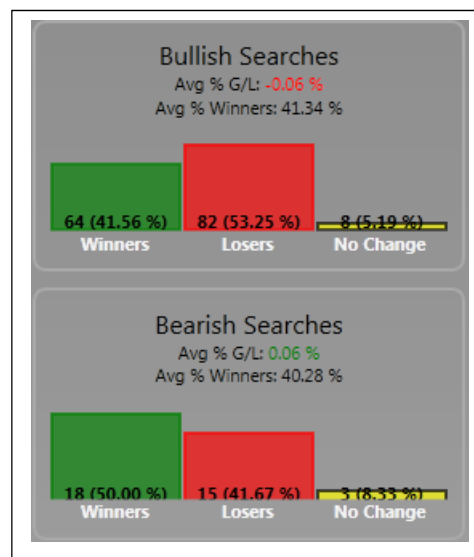 Bullish Searches
Avg % G/L: -0.06 %
Avg % Winners: 41.34 %
64 (41.56 %) 82 (53.25 %) 8 (5.19 %)
Winners Losers No Change
Bearish Searches
Avg % G/L: 0.06 %
Avg % Winners: 40.28 %
18 (50.00 %) 15 (41.67 %) 3 (8.33 %)
Winners Losers No Change